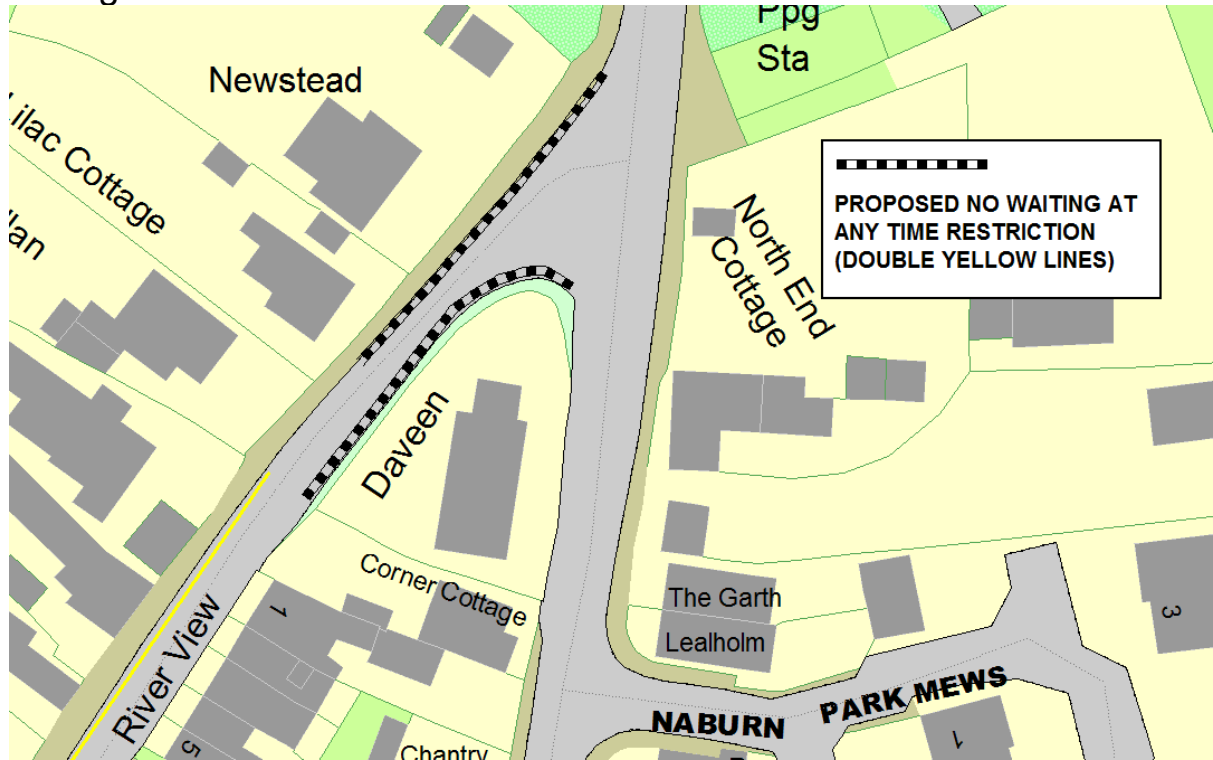 Ppg
Sta
Newstead
Lilac Cottage
PROPOSED NO WAITING AT
ANY TIME RESTRICTION
(DOUBLE YELLOW LINES)
North End
Cottage
Daveen
Corner Cottage
1
The Garth
Lealholm
3
River View
NABURN PARK MEWS
5
Chantry
1